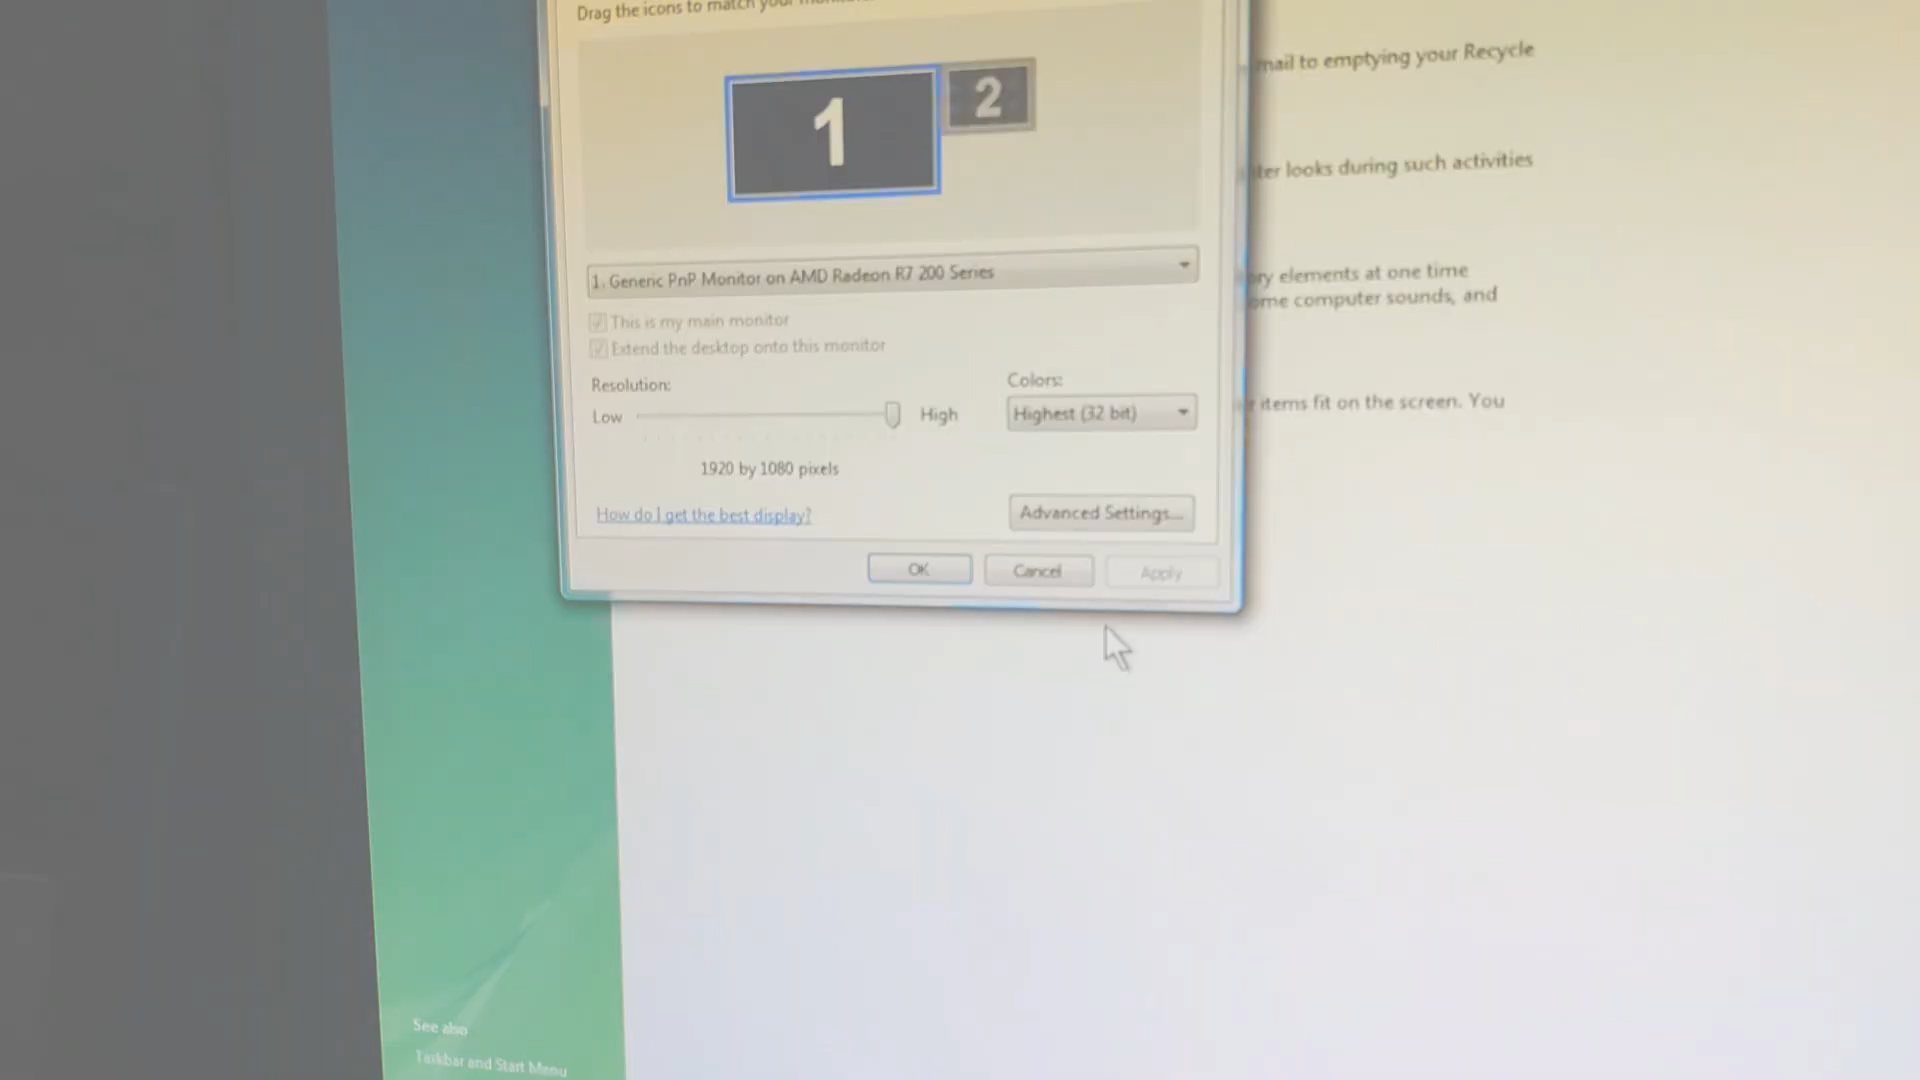 Drag the icons to match your
1
2
1. Generic PnP Monitor on AMD Radeon R7 200 Series
This is my main monitor
Extend the desktop onto this monitor
Resolution:
Low
High
1920 by 1080 pixels
Colors:
Highest (32 bit)
How do I get the best display?
Advanced Settings...
OK
Cancel
Apply
mail to emptying your Recycle
ter looks during such activities
ory elements at one time
ome computer sounds, and
items fit on the screen. You
See also
Taskbar and Start Menu